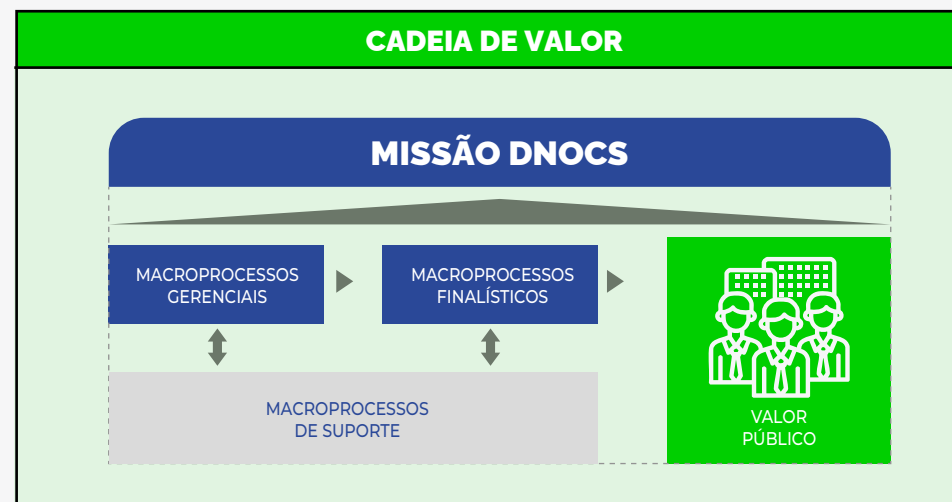 CADEIA DE VALOR
MISSÃO DNOCS
MACROPROCESSOS
GERENCIAIS
MACROPROCESSOS
FINALÍSTICOS
MACROPROCESSOS
DE SUPORTE
VALOR
PÚBLICO